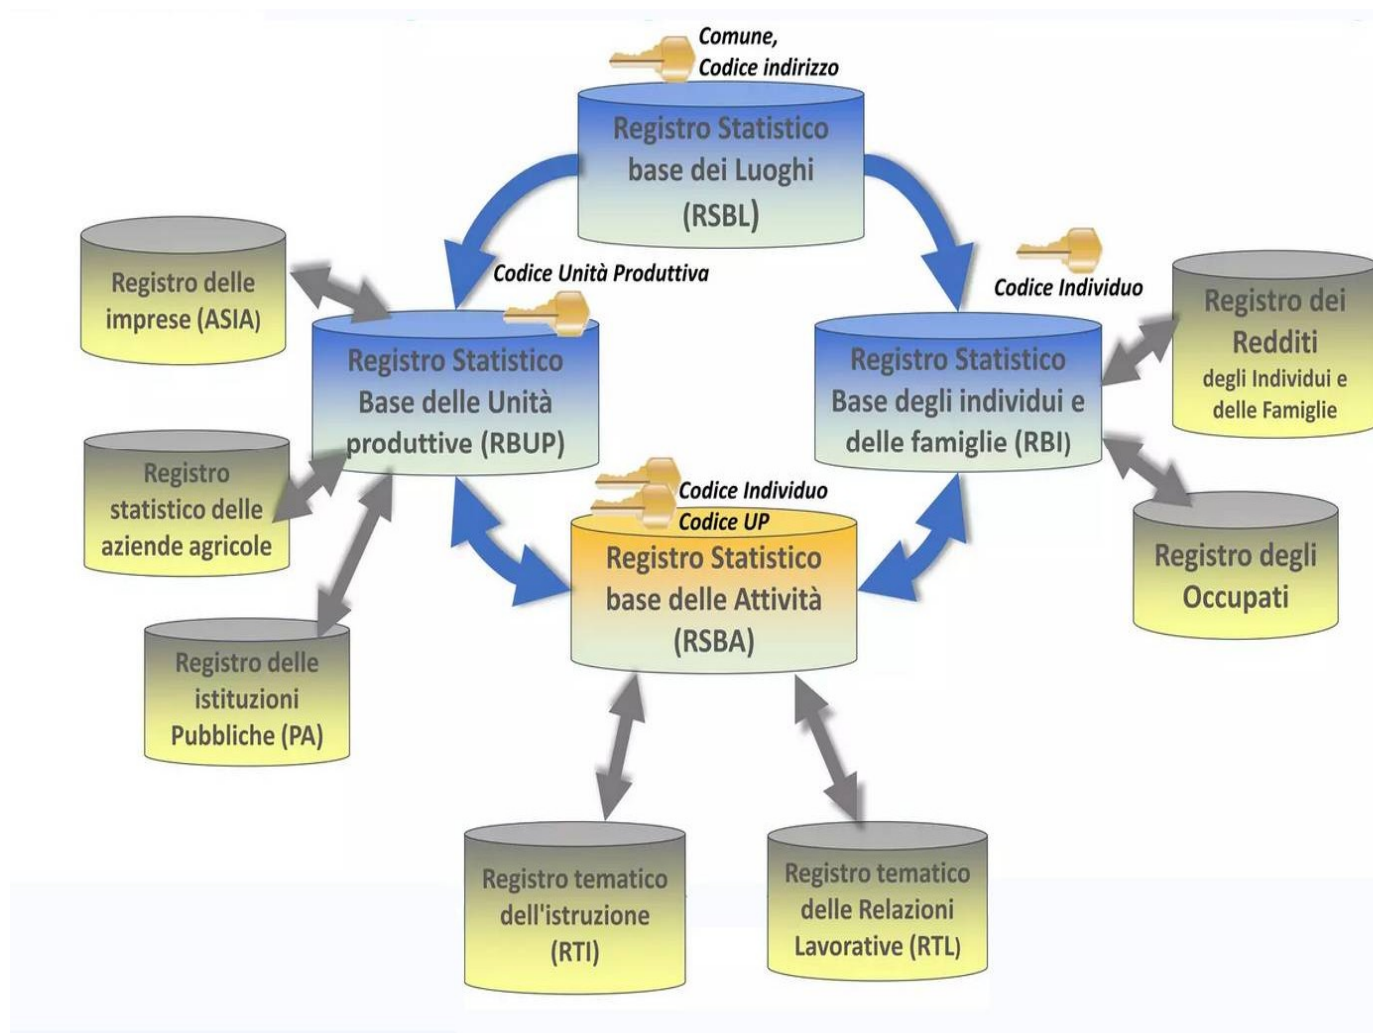 Comune,
Codice indirizzo
Registro Statistico
base dei Luoghi
(RSBL)
Codice Unità Produttiva
Codice Individuo
Registro delle
imprese (ASIA)
Registro Statistico
Base delle Unità
produttive (RBUP)
Registro Statistico
Base degli individui e
delle famiglie (RBI)
Registro dei
Redditi
degli Individui e
delle Famiglie
Registro
statistico delle
aziende agricole
Codice Individuo
Codice UP
Registro Statistico
base delle Attività
(RSBA)
Registro degli
Occupati
Registro delle
istituzioni
Pubbliche (PA)
Registro tematico
dell'istruzione
(RTI)
Registro tematico
delle Relazioni
Lavorative (RTL)